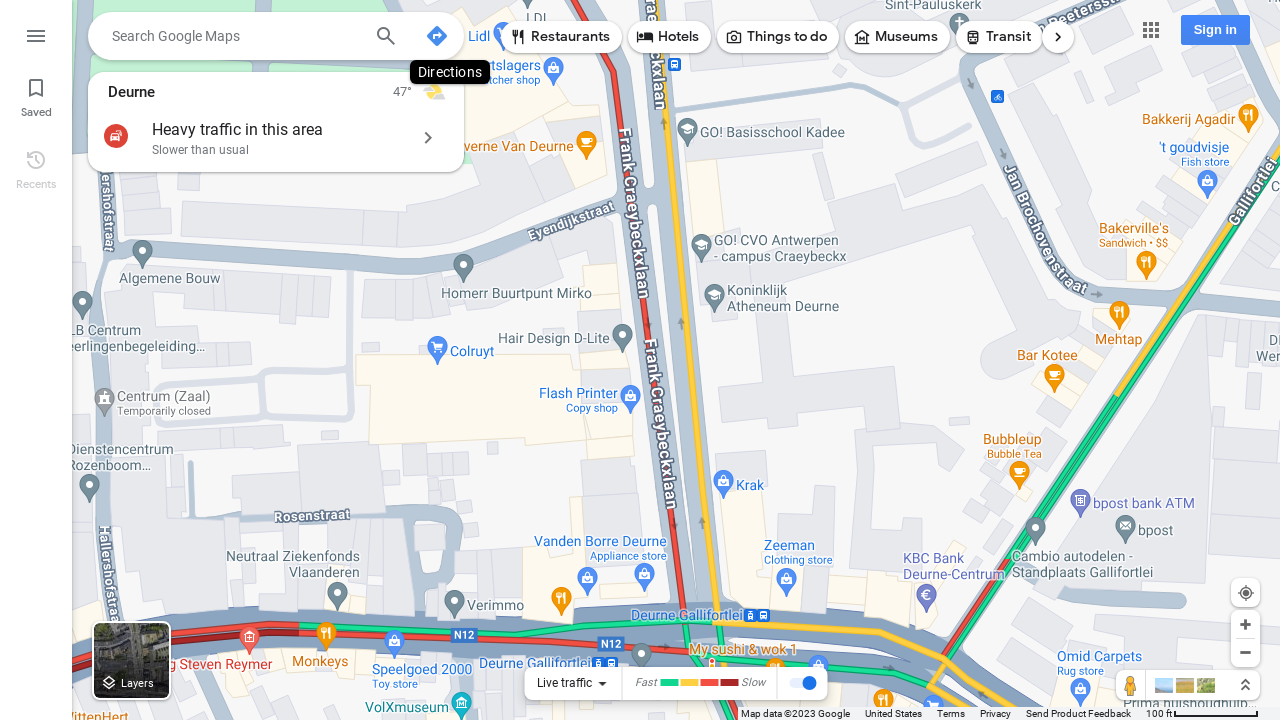 Search Google Maps
Directions
Restaurants
Hotels
Things to do
Museums
Transit
Sign in
Saved
Recents
Deurne
47°
Heavy traffic in this area
Slower than usual
LDL
Lidl
tslagers
tcher shop
Sint-Pauluskerk
Peetersstraat
verne Van Deurne
GO! Basisschool Kadee
Bakkerij Agadir
't goudvisje
Fish store
Gallifortlei
Jan Brochovenstraat
Bakerville's
Sandwich • $$
Frank Craeybeckxlaan
Eyendijkstraat
GO! CVO Antwerpen
- campus Craeybeckx
Algemene Bouw
Homerr Buurtpunt Mirko
Koninklijk
Atheneum Deurne
LB Centrum
eerlingenbegeleiding...
Hair Design D-Lite
Frank Craeybeckxlaan
Colruyt
Mehtap
Bar Kotee
Centrum (Zaal)
Temporarily closed
Flash Printer
Copy shop
Dienstencentrum
Rozenboom...
Bubbleup
Bubble Tea
Krak
bpost bank ATM
bpost
Rosenstraat
Hallershofstraat
Neutraal Ziekenfonds
Vlaanderen
Vanden Borre Deurne
Appliance store
Zeeman
Clothing store
KBC Bank
Deurne-Centrum
Cambio autodelen -
Standplaats Gallifortlei
Verimmo
Deurne Gallifortlei
N12
N12
My sushi & wok 1
g Steven Reymer
Monkeys
Speelgoed 2000
Toy store
Deurne Gallifortlei
Omid Carpets
Rug store
Prima thuishoudhulp...
VolXmuseum
WittenHert
Layers
Live traffic
Fast
Slow
Map data ©2023 Google
United States
Terms
Privacy
Send Product Feedback
100 ft